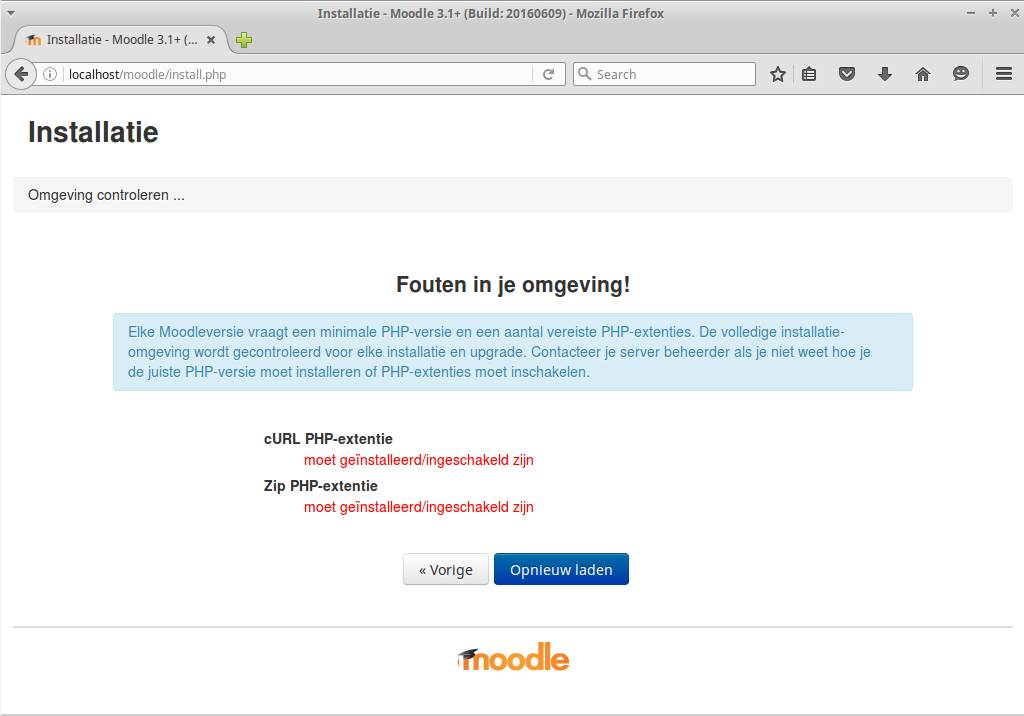 Installatie - Moodle 3.1+ (Build: 20160609) - Mozilla Firefox
Installatie - Moodle 3.1+ (...
localhost/moodle/install.php
Search
Installatie
Omgeving controleren ...
Fouten in je omgeving!
Elke Moodleversie vraagt een minimale PHP-versie en een aantal vereiste PHP-extenties. De volledige installatie-
omgeving wordt gecontroleerd voor elke installatie en upgrade. Contacteer je server beheerder als je niet weet hoe je
de juiste PHP-versie moet installeren of PHP-extenties moet inschakelen.
cURL PHP-extentie
moet geïnstalleerd/ingeschakeld zijn
Zip PHP-extentie
moet geïnstalleerd/ingeschakeld zijn
« Vorige
Opnieuw laden
moodle